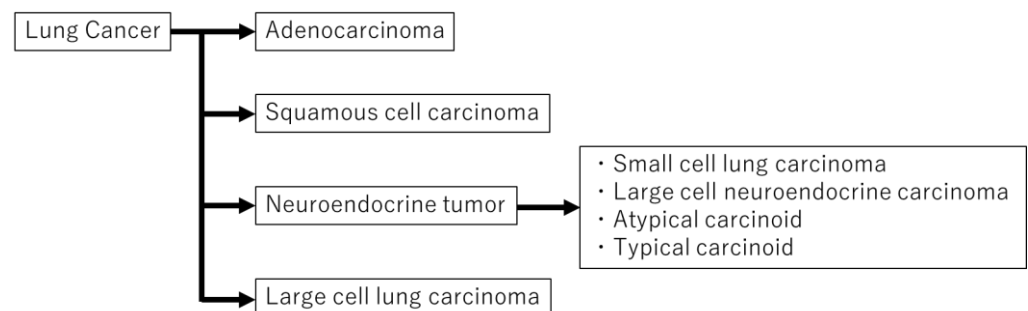 Lung Cancer
Adenocarcinoma
Squamous cell carcinoma
Neuroendocrine tumor
・Small cell lung carcinoma
・Large cell neuroendocrine carcinoma
・Atypical carcinoid
・Typical carcinoid
Large cell lung carcinoma